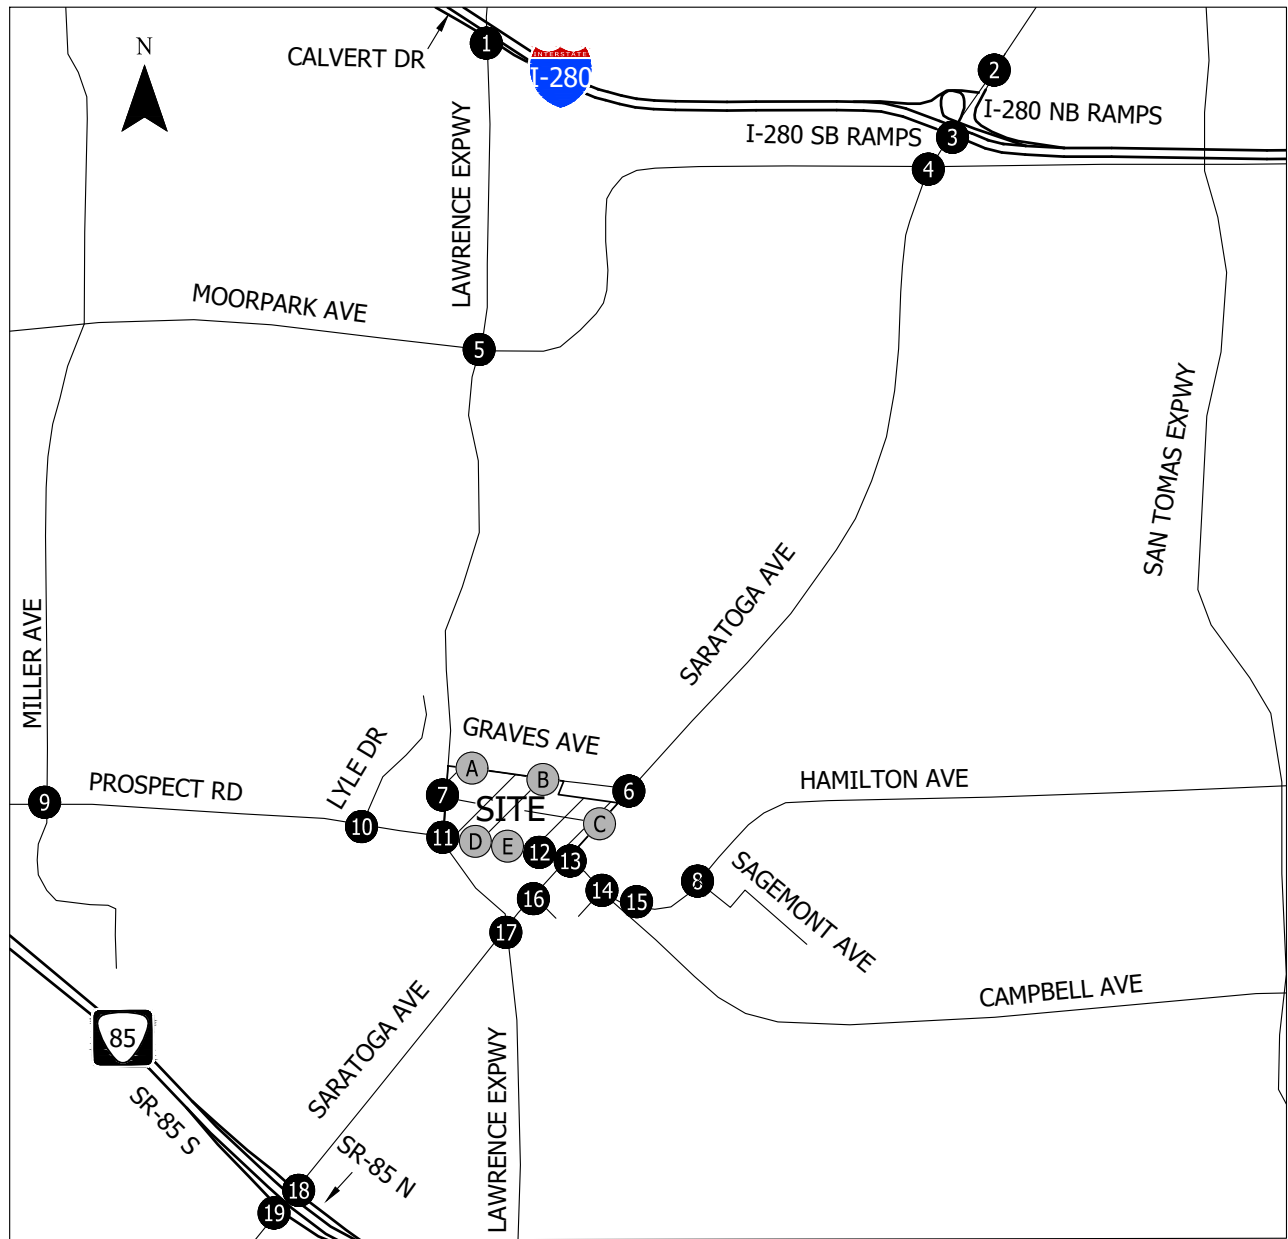 N
CALVERT DR
1
INTERSTATE
I-280
2
I-280 NB RAMPS
I-280 SB RAMPS
3
4
LAWRENCE EXPWY
MOORPARK AVE
5
SAN TOMAS EXPWY
SARATOGA AVE
MILLER AVE
LYLE DR
GRAVES AVE
A
B
6
7
SITE
C
HAMILTON AVE
PROSPECT RD
9
10
11
D
E
12
13
8
SAGEMONT AVE
14
15
16
17
CAMPBELL AVE
SARATOGA AVE
85
SR-85 S
SR-85 N
LAWRENCE EXPWY
18
19